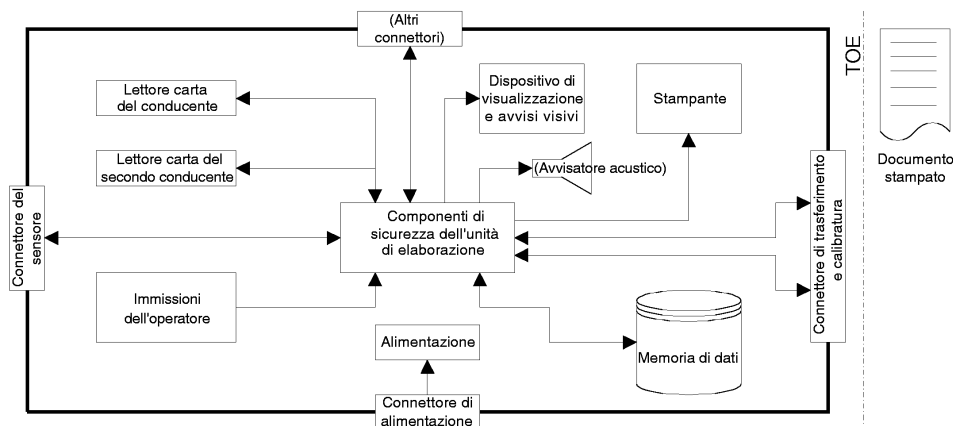 (Altri
connettori)
Lettore carta
del conducente
Dispositivo di
visualizzazione
e avvisi visivi
Stampante
TOE
Documento
stampato
Lettore carta del
secondo conducente
(Avvisatore acustico)
Connettore del
sensore
Componenti di
sicurezza dell'unità
di elaborazione
Connettore di trasferimento
e calibratura
Immissioni
dell'operatore
Alimentazione
Memoria di dati
Connettore di
alimentazione